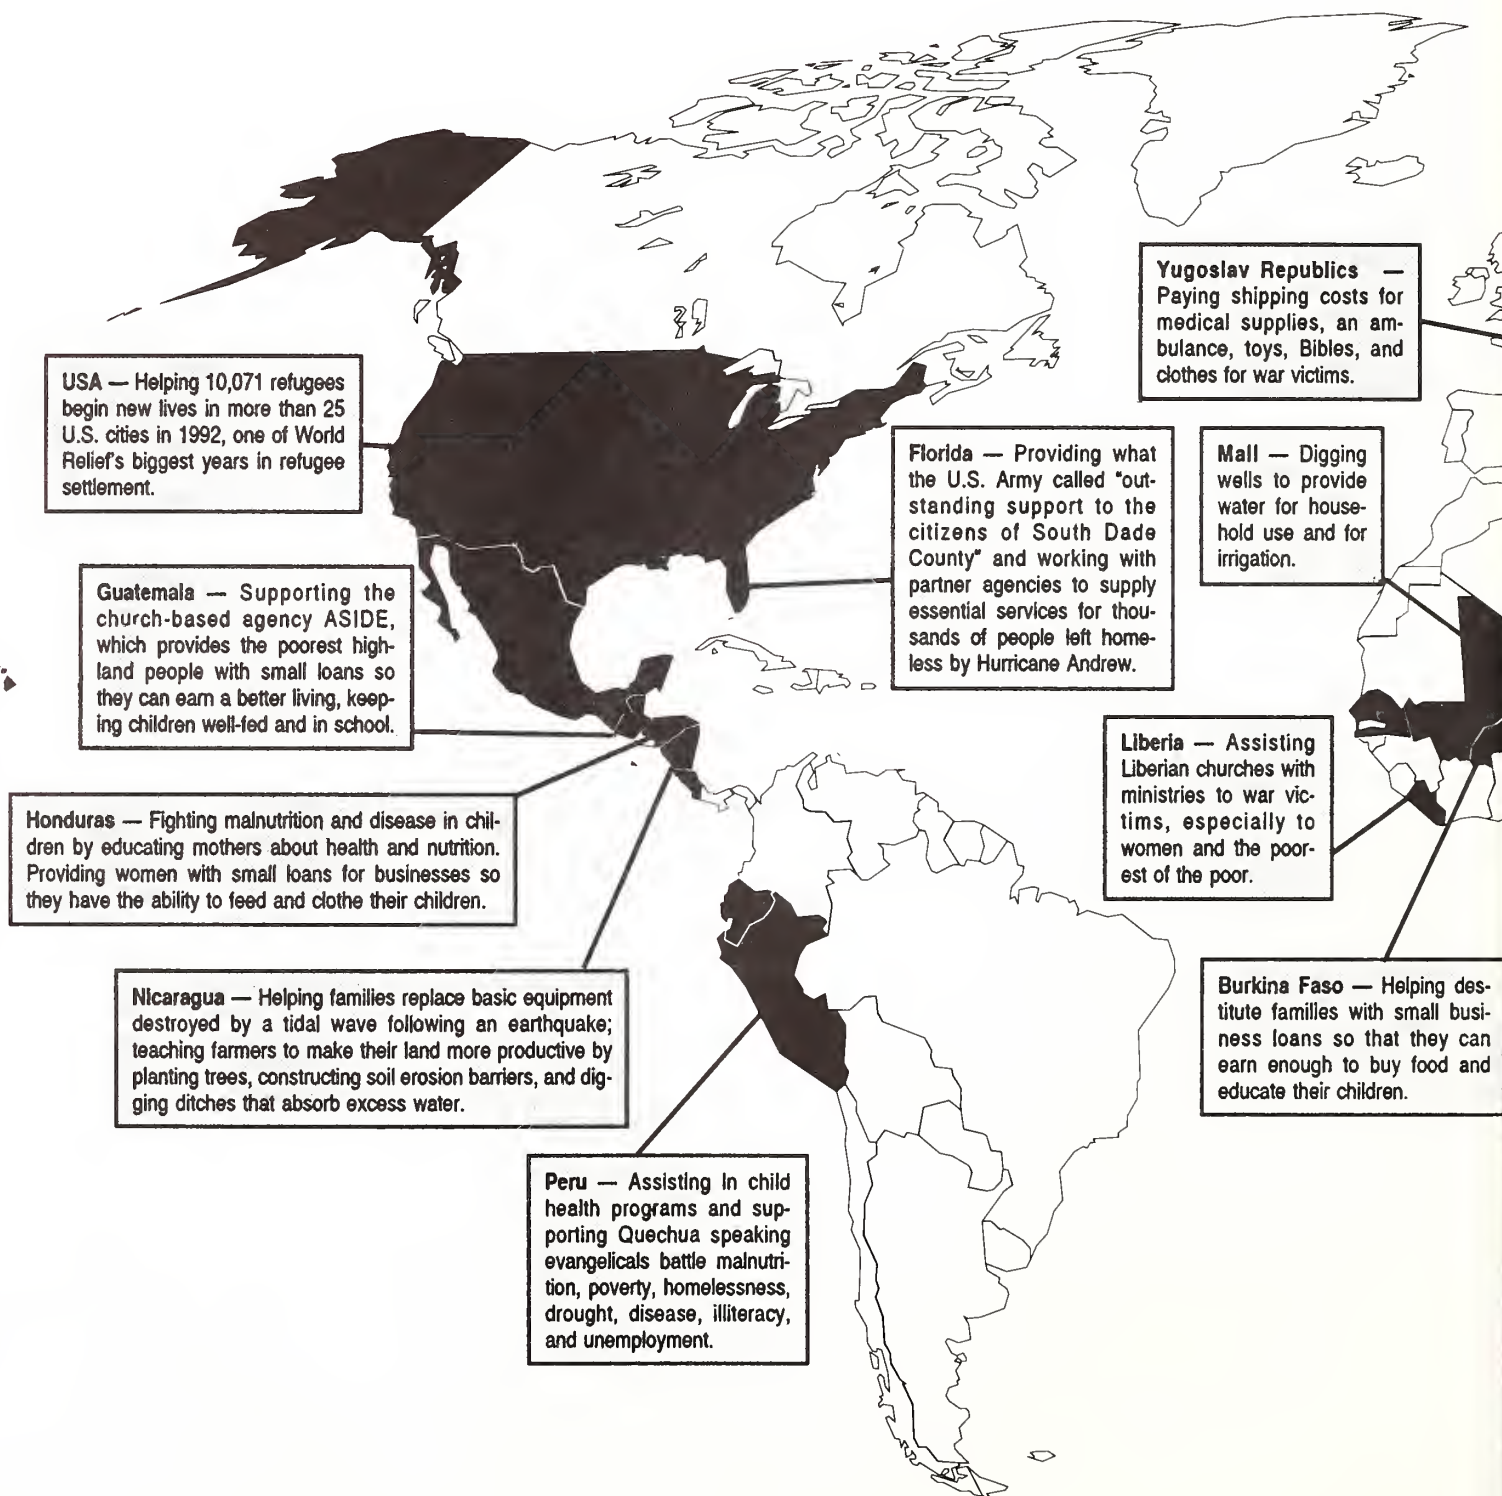 Yugoslav Republics —
Paying shipping costs for
medical supplies, an am-
bulance, toys, Bibles, and
clothes for war victims.
USA — Helping 10,071 refugees
begin new lives in more than 25
U.S. cities in 1992, one of World
Relief's biggest years in refugee
settlement.
Florida — Providing what
the U.S. Army called "out-
standing support to the
citizens of South Dade
County" and working with
partner agencies to supply
essential services for thou-
sands of people left home-
less by Hurricane Andrew.
Mali — Digging
wells to provide
water for house-
hold use and for
irrigation.
Guatemala — Supporting the
church-based agency ASIDE,
which provides the poorest high-
land people with small loans so
they can earn a better living, keep-
ing children well-fed and in school.
Liberia — Assisting
Liberian churches with
ministries to war vic-
tims, especially to
women and the poor-
est of the poor.
Honduras — Fighting malnutrition and disease in chil-
dren by educating mothers about health and nutrition.
Providing women with small loans for businesses so
they have the ability to feed and clothe their children.
Nicaragua — Helping families replace basic equipment
destroyed by a tidal wave following an earthquake;
teaching farmers to make their land more productive by
planting trees, constructing soil erosion barriers, and dig-
ging ditches that absorb excess water.
Burkina Faso — Helping des-
titute families with small busi-
ness loans so that they can
earn enough to buy food and
educate their children.
Peru — Assisting in child
health programs and sup-
porting Quechua speaking
evangelicals battle malnutri-
tion, poverty, homelessness,
drought, disease, illiteracy,
and unemployment.